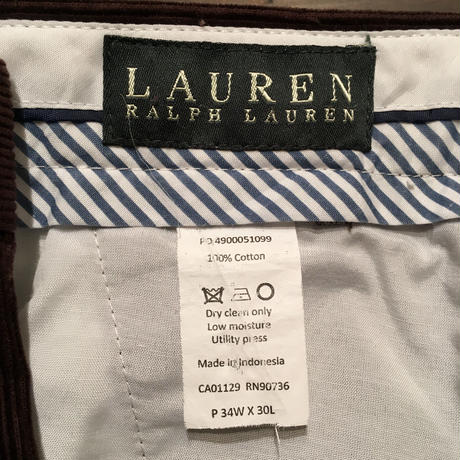 LAUREN
RALPH LAUREN
PO 4900051099
100% Cotton
Dry clean only
Low moisture
Utility press
Made in Indonesia
CA01129 RN90736
P 34W X 30L